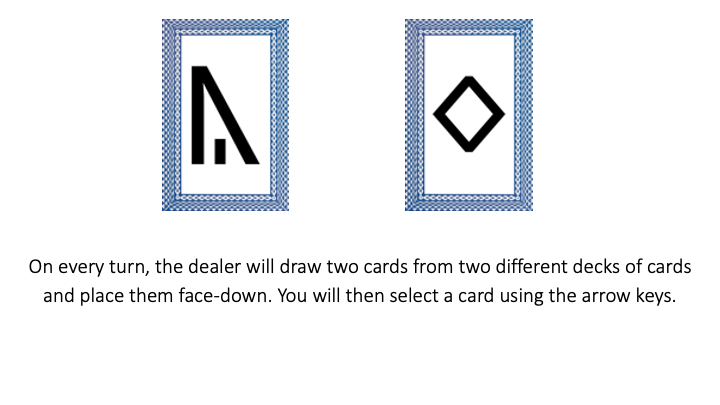 On every turn, the dealer will draw two cards from two different decks of cards
and place them face-down. You will then select a card using the arrow keys.